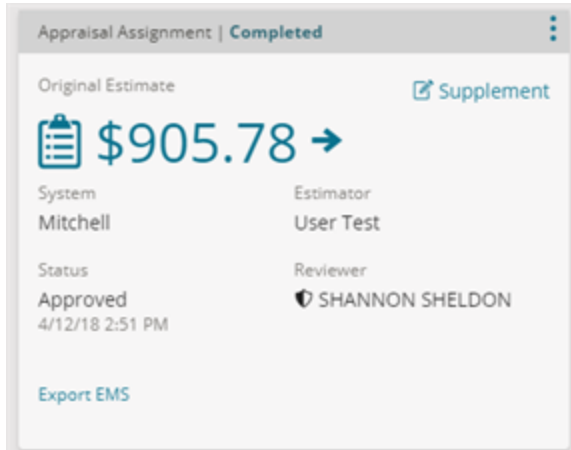 Appraisal Assignment | Completed
Original Estimate
Supplement
$905.78
System
Estimator
Mitchell
User Test
Status
Reviewer
Approved
SHANNON SHELDON
4/12/18 2:51 PM
Export EMS